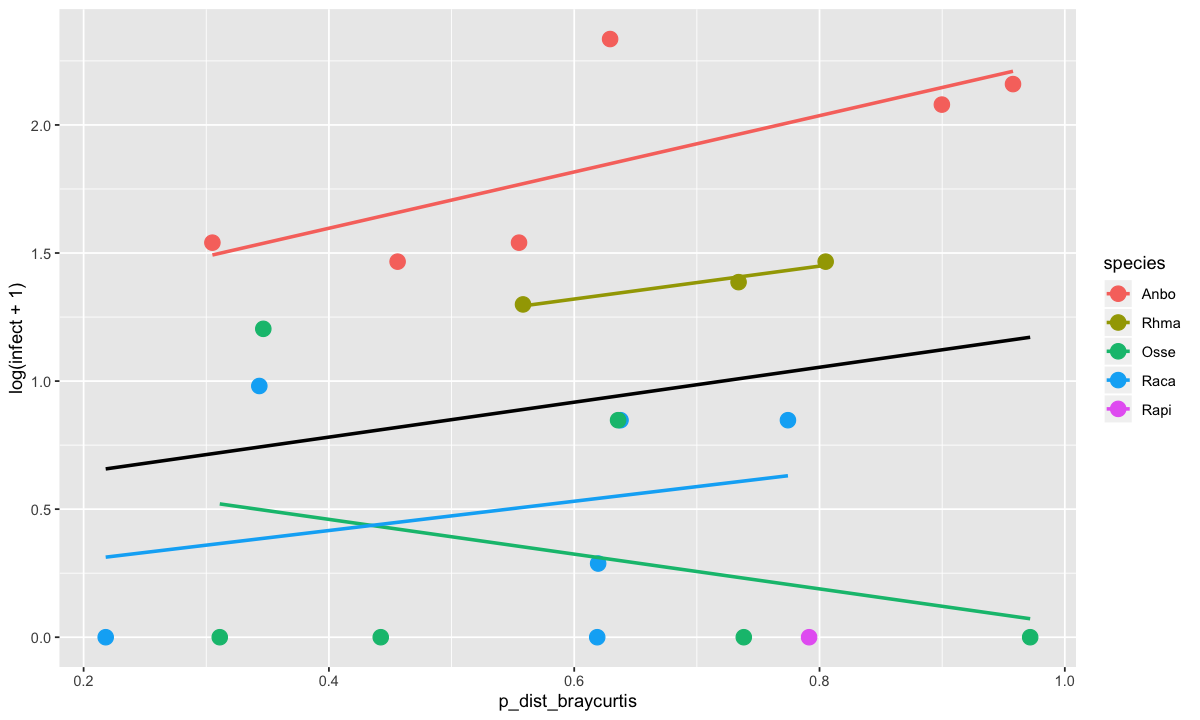 2.0
1.5
1.0
0.5
0.0
log(infect + 1)
0.2
0.4
0.6
0.8
1.0
p_dist_braycurtis
species
Anbo
Rhma
Osse
Raca
Rapi